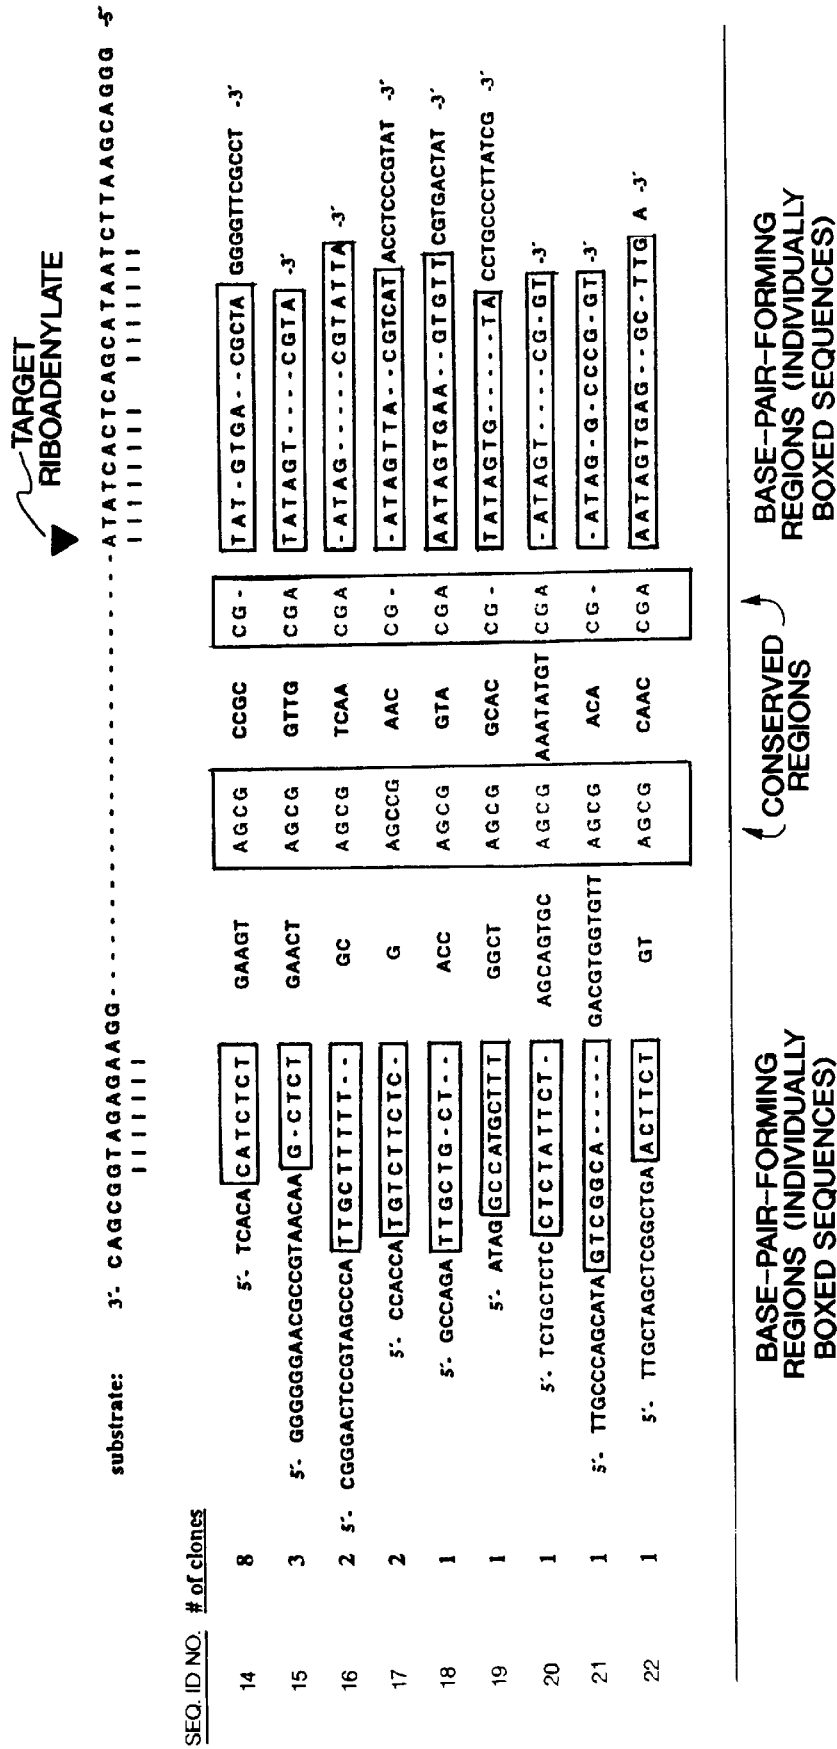 TARGET
RIBOADENYLATE
substrate: 3´- CAGCGGTAGAGAAGG------------------------------ATATCACTCAGCATAATCTTAAGCAGGG -5´
SEQ. ID NO. # of clones
14 8 5´- TCACA CATCTCT GAAGT AGCG CCGC CG- TAT-GTGA--CGCTA GGGGTTCGCCT -3´
15 3 5´- GGGGGGAACGCCGTAACAA G-CTCT GAACT AGCG GTTG CGA TATAGT----CGTA -3´
16 2 5´- CGGGACTCCGTAGCCCA TTGCTTTTT-- GC AGCG TCAA CGA -ATAG-----CGTATTA -3´
17 2 5´- CCACCA TGTCTTCTC- G AGCCG AAC CG- -ATAGTTA--CGTCAT ACCTCCCGTAT -3´
18 1 5´- GCCAGA TTGCTG-CT-- ACC AGCG GTA CGA AATAGTGAA--GTGTT CGTGACTAT -3´
19 1 5´- ATAG GCCATGCTTT GGCT AGCG GCAC CG- TATAGTG-----TA CCTGCCCTTATCG -3´
20 1 5´- TCTGCTCTC CTCTATTCT- AGCAGTGC AGCG AAATATGT CGA -ATAGT----CG-GT -3´
21 1 5´- TTGCCCAGCATA GTCGGCA----- GACGTGGTGTT AGCG ACA CG- -ATAG-G-CCCG-GT -3´
22 1 5´- TTGCTAGCTCGGCTGA ACTTCT GT AGCG CAAC CGA AATAGTGAG--GC-TTG A -3´
BASE-PAIR-FORMING
REGIONS (INDIVIDUALLY
BOXED SEQUENCES)
CONSERVED
REGIONS
BASE-PAIR-FORMING
REGIONS (INDIVIDUALLY
BOXED SEQUENCES)